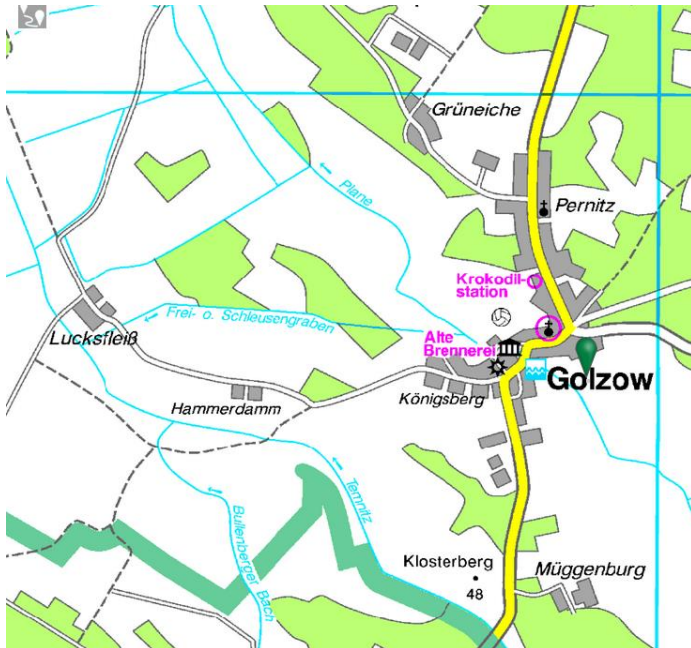 Grüneiche
Plane
Pernitz
Krokodil-
station
Frei- o. Schleusengraben
Alte
Brennerei
Lucksfleiß
Golzow
Königsberg
Hammerdamm
Temnitz
Bullenberger Bach
Klosterberg
48
Müggenburg